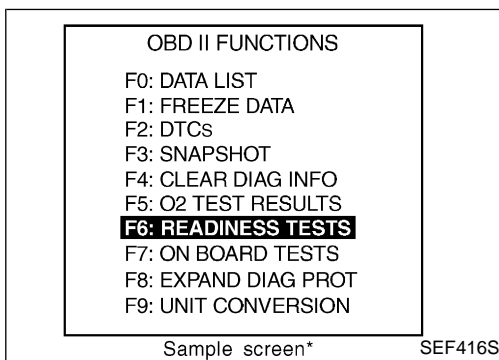 OBD II FUNCTIONS
F0: DATA LIST
F1: FREEZE DATA
F2: DTCs
F3: SNAPSHOT
F4: CLEAR DIAG INFO
F5: O2 TEST RESULTS
F6: READINESS TESTS
F7: ON BOARD TESTS
F8: EXPAND DIAG PROT
F9: UNIT CONVERSION
Sample screen*
SEF416S